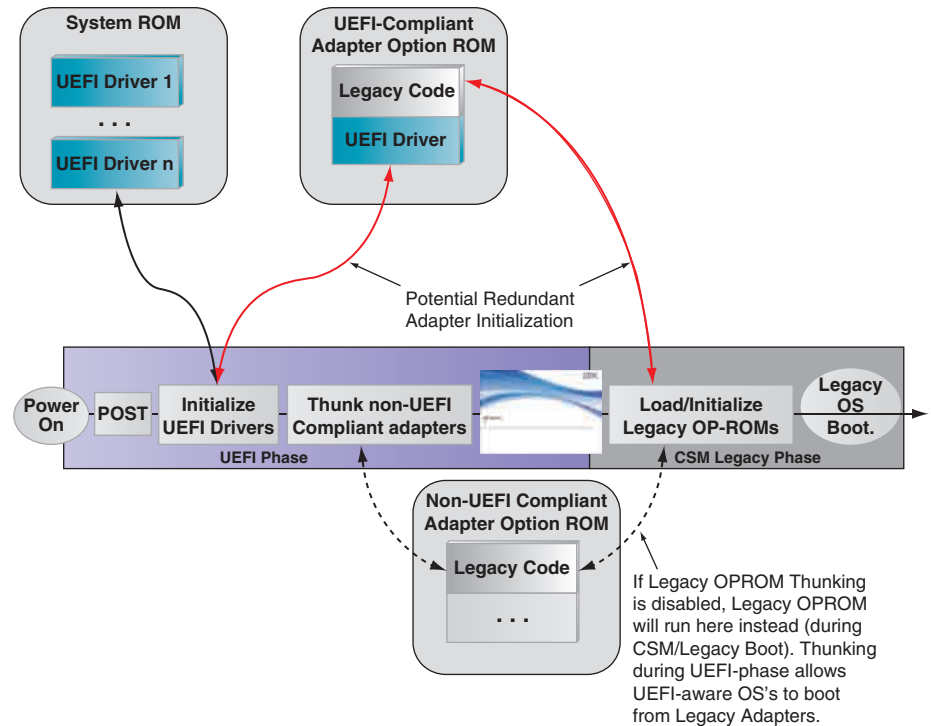 System ROM
UEFI Driver 1
. . .
UEFI Driver n
UEFI-Compliant
Adapter Option ROM
Legacy Code
UEFI Driver
Potential Redundant
Adapter Initialization
Power
On
POST
Initialize
UEFI Drivers
Thunk non-UEFI
Compliant adapters
UEFI Phase
IBM
Load/Initialize
Legacy OP-ROMs
CSM Legacy Phase
Legacy
OS
Boot.
Non-UEFI Compliant
Adapter Option ROM
Legacy Code
. . .
If Legacy OPROM Thunking
is disabled, Legacy OPROM
will run here instead (during
CSM/Legacy Boot). Thunking
during UEFI-phase allows
UEFI-aware OS's to boot
from Legacy Adapters.